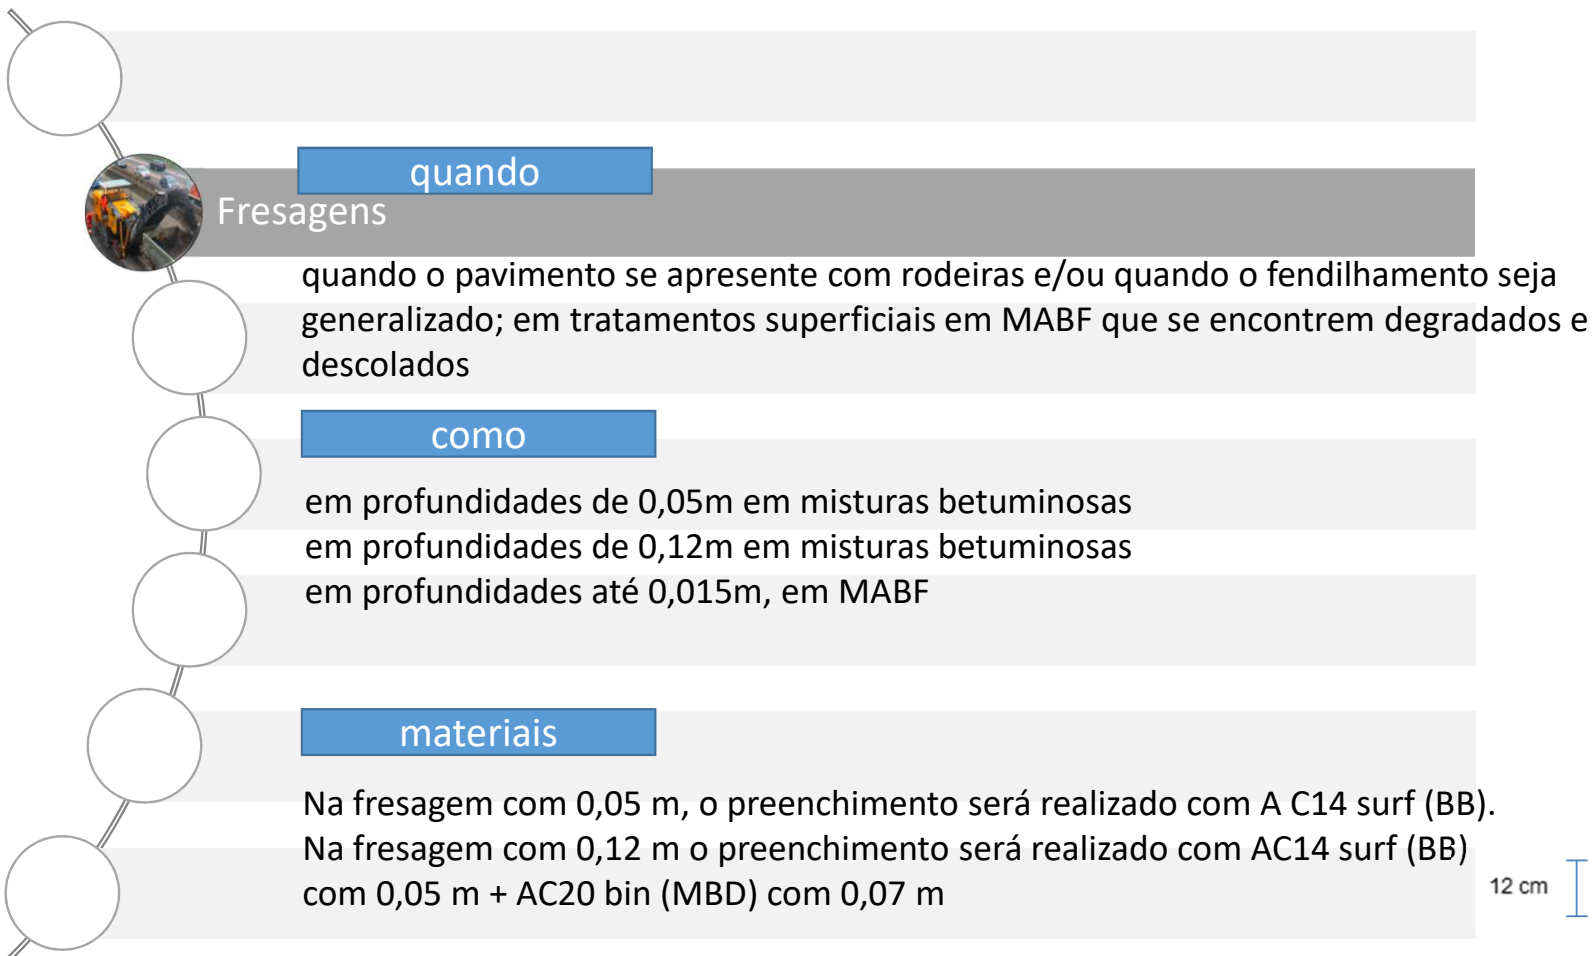 quando
Fresagens
quando o pavimento se apresente com rodeiras e/ou quando o fendilhamento seja
generalizado; em tratamentos superficiais em MABF que se encontrem degradados e
descolados
como
em profundidades de 0,05m em misturas betuminosas
em profundidades de 0,12m em misturas betuminosas
em profundidades até 0,015m, em MABF
materiais
Na fresagem com 0,05 m, o preenchimento será realizado com A C14 surf (BB).
Na fresagem com 0,12 m o preenchimento será realizado com AC14 surf (BB)
com 0,05 m + AC20 bin (MBD) com 0,07 m
12 cm